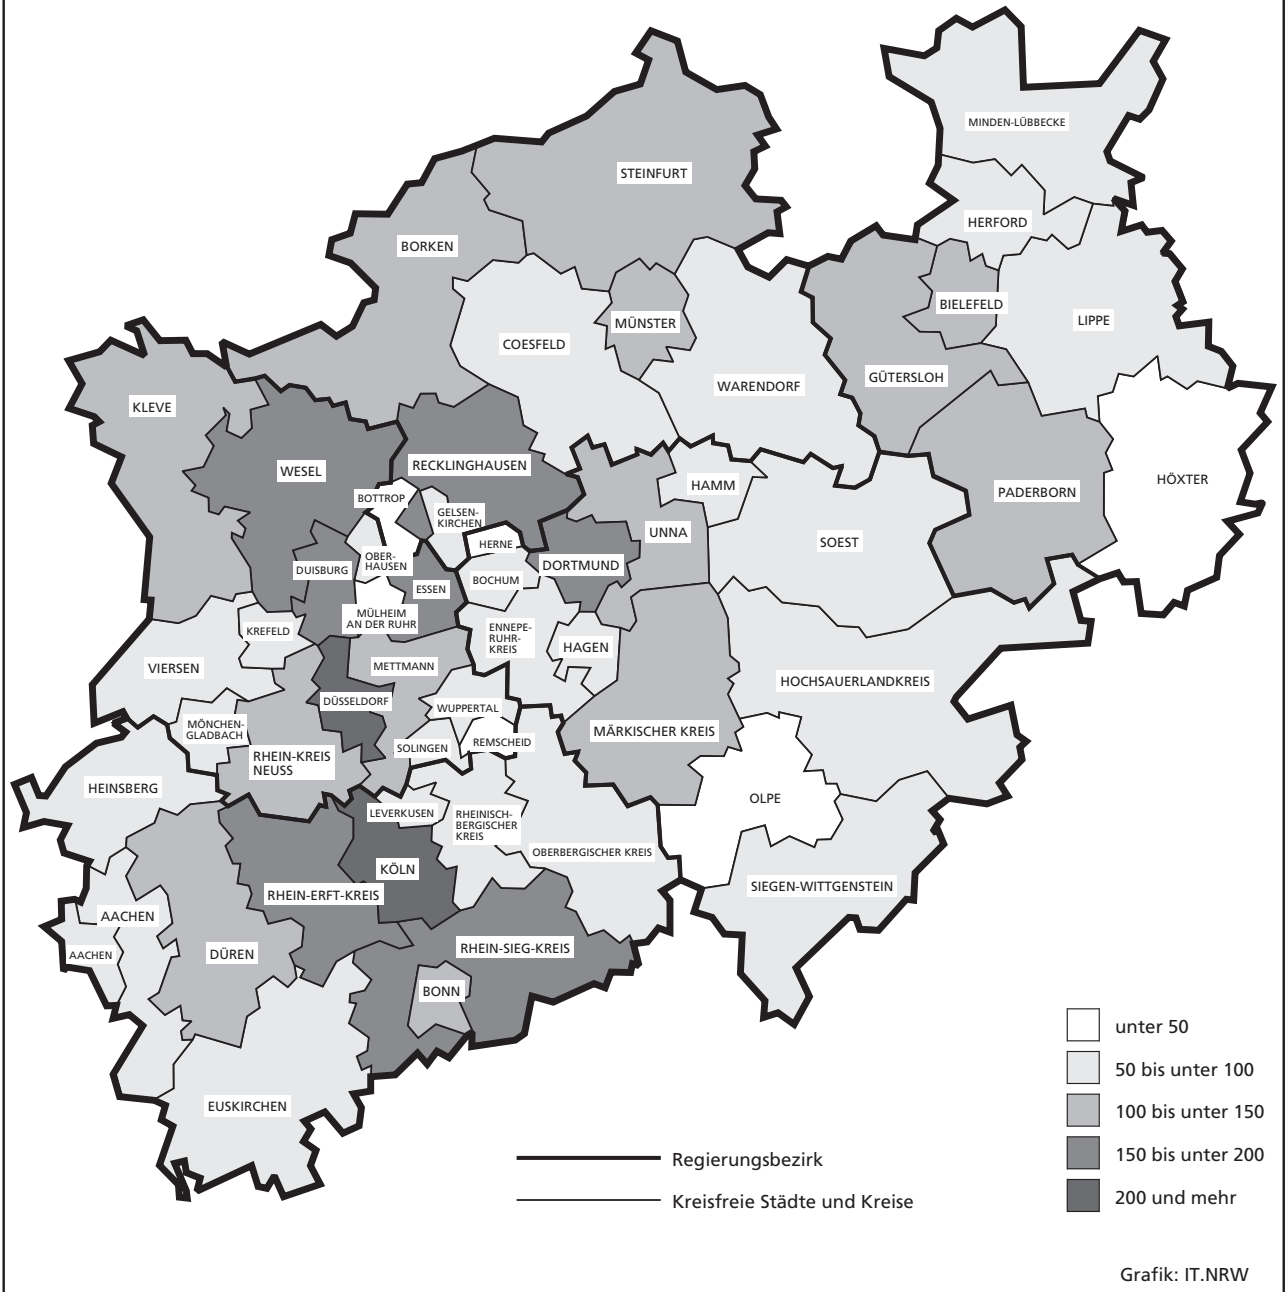 MINDEN-LÜBBECKE
STEINFURT
HERFORD
BORKEN
BIELEFELD
MÜNSTER
LIPPE
COESFELD
GÜTERSLOH
WARENDORF
KLEVE
RECKLINGHAUSEN
WESEL
HÖXTER
HAMM
PADERBORN
BOTTROP
GELSEN-
KIRCHEN
UNNA
SOEST
HERNE
OBER-
HAUSEN
DUISBURG
DORTMUND
BOCHUM
ESSEN
MÜLHEIM
AN DER RUHR
KREFELD
ENNEPE-
RUHR-
KREIS
HAGEN
VIERSEN
METTMANN
HOCHSAUERLANDKREIS
DÜSSELDORF
WUPPERTAL
MÖNCHEN-
GLADBACH
MÄRKISCHER KREIS
REMSCHEID
SOLINGEN
RHEIN-KREIS
NEUSS
HEINSBERG
OLPE
LEVERKUSEN
RHEINISCH-
BERGISCHER
KREIS
OBERBERGISCHER KREIS
KÖLN
SIEGEN-WITTGENSTEIN
RHEIN-ERFT-KREIS
AACHEN
RHEIN-SIEG-KREIS
DÜREN
AACHEN
BONN
EUSKIRCHEN
unter 50
50 bis unter 100
100 bis unter 150
150 bis unter 200
200 und mehr
Regierungsbezirk
Kreisfreie Städte und Kreise
Grafik: IT.NRW